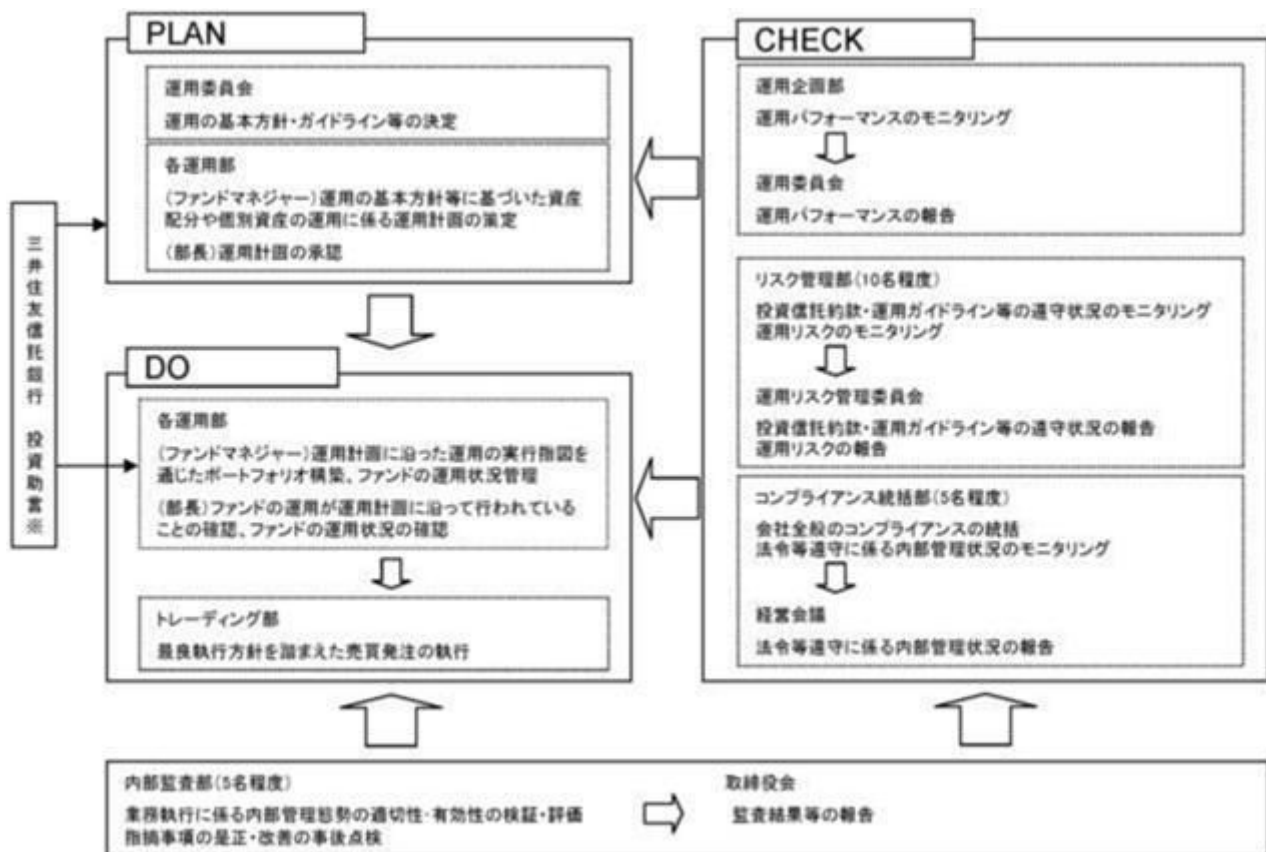 PLAN
運用委員会
運用の基本方針・ガイドライン等の決定
各運用部
(ファンドマネジャー)運用の基本方針等に基づいた資産
配分や個別資産の運用に係る運用計画の策定
(部長)運用計画の承認
三井住友信託銀行 投資助言※
DO
各運用部
(ファンドマネジャー)運用計画に沿った運用の実行指図を
通じたポートフォリオ構築、ファンドの運用状況管理
(部長)ファンドの運用が運用計画に沿って行われている
ことの確認、ファンドの運用状況の確認
トレーディング部
最良執行方針を踏まえた売買発注の執行
CHECK
運用企画部
運用パフォーマンスのモニタリング
運用委員会
運用パフォーマンスの報告
リスク管理部(10名程度)
投資信託約款・運用ガイドライン等の遵守状況のモニタリング
運用リスクのモニタリング
運用リスク管理委員会
投資信託約款・運用ガイドライン等の遵守状況の報告
運用リスクの報告
コンプライアンス統括部(5名程度)
会社全般のコンプライアンスの統括
法令等遵守に係る内部管理状況のモニタリング
経営会議
法令等遵守に係る内部管理状況の報告
内部監査部(5名程度)
業務執行に係る内部管理態勢の適切性・有効性の検証・評価
指摘事項の是正・改善の事後点検
取締役会
監査結果等の報告